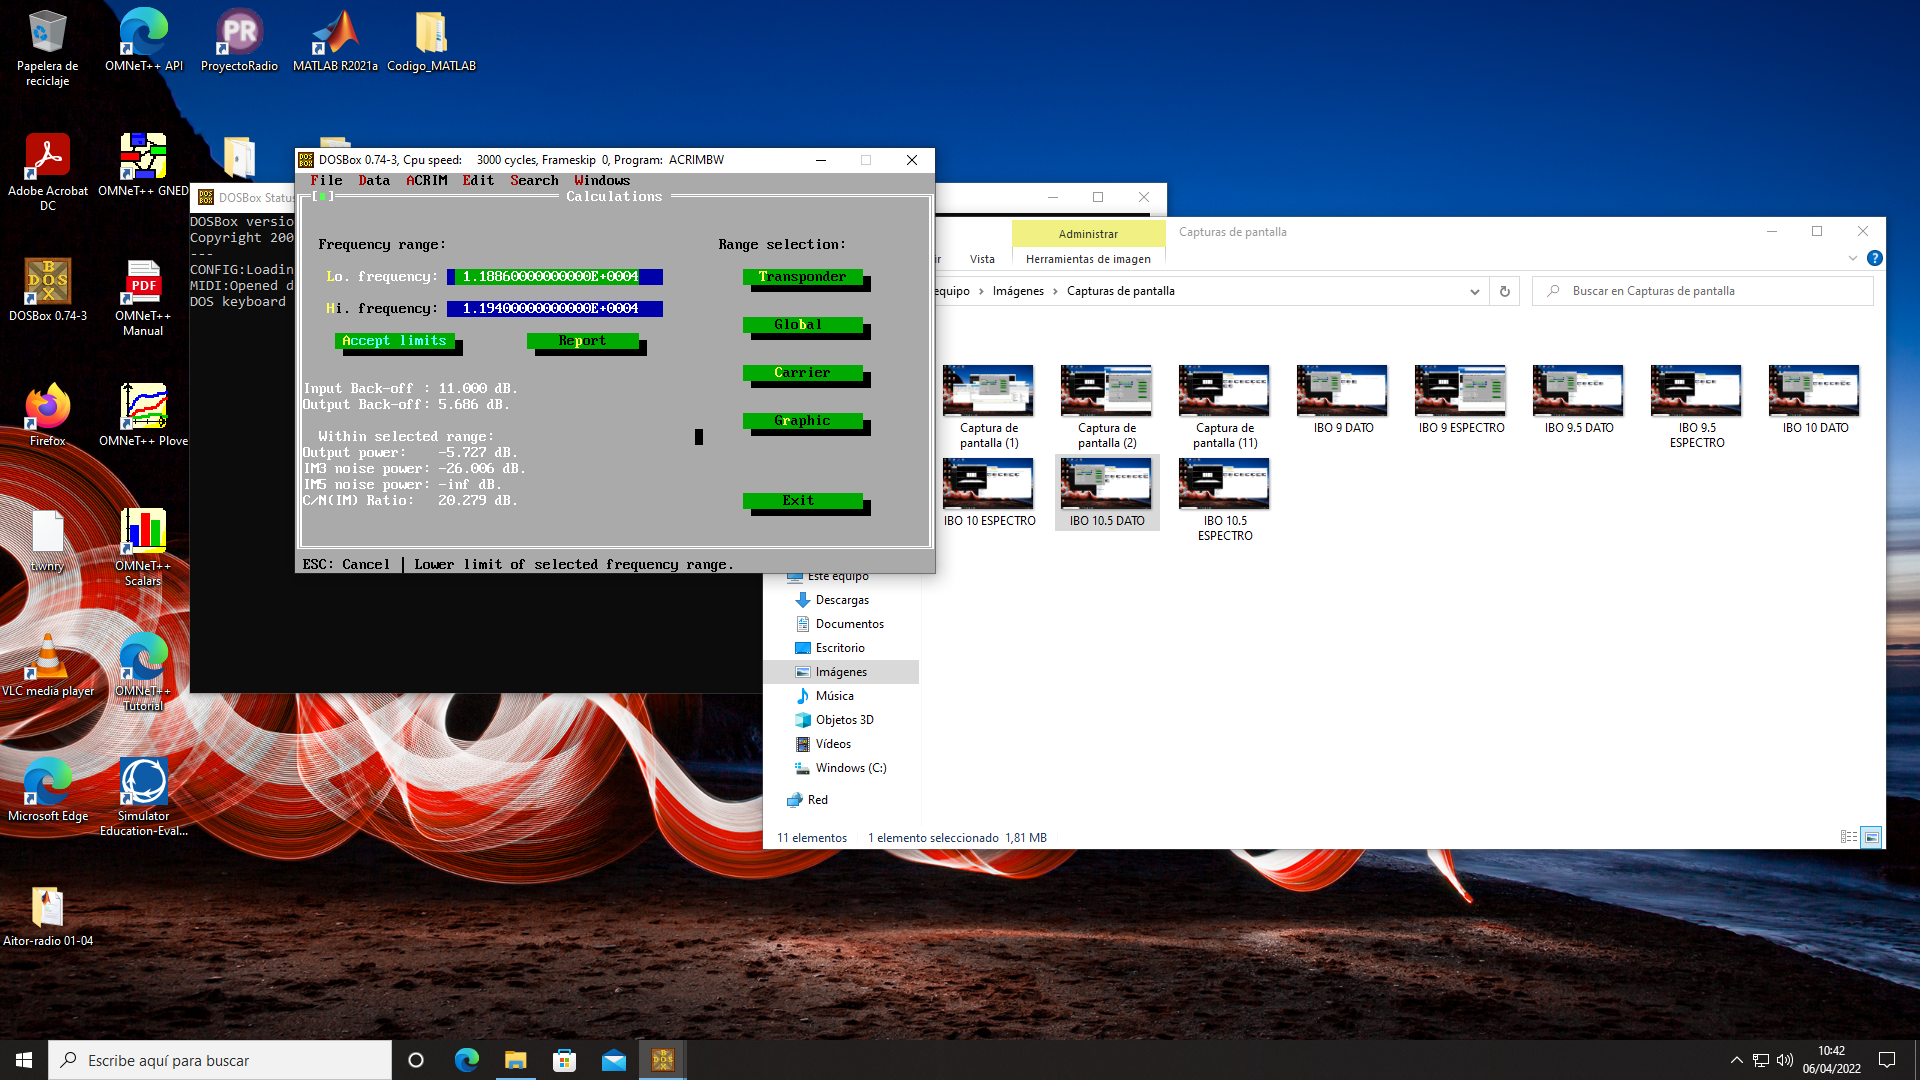 Papelera de
reciclaje
OMNeT++ API
ProyectoRadio
MATLAB R2021a
Codigo_MATLAB
Adobe Acrobat
DC
OMNeT++ GNED
DOSBox 0.74-3
OMNeT++
Manual
Firefox
OMNeT++ Plove
tiwnry
OMNeT++
Scalars
VLC media player
OMNeT++
Tutorial
Microsoft Edge
Simulator
Education-Eval...
Aitor-radio 01-04
DOSBox Status
DOSBox versio
Copyright 200
---
CONFIG:Loadin
MIDI:Opened d
DOS keyboard
DOSBox 0.74-3, Cpu speed: 3000 cycles, Frameskip 0, Program: ACRIMBW
File Data ACRIM Edit Search Windows
Calculations
Frequency range:
Range selection:
Lo. frequency: 1.18860000000000E+0004
Transponder
Hi. frequency: 1.19400000000000E+0004
Global
Accept limits
Report
Carrier
Input Back-off : 11.000 dB.
Output Back-off: 5.686 dB.
Graphic
Within selected range:
Output power: -5.727 dB.
IM3 noise power: -26.006 dB.
IM5 noise power: -inf dB.
C/N(IM) Ratio: 20.279 dB.
Exit
ESC: Cancel | Lower limit of selected frequency range.
Administrar
Capturas de pantalla
ir
Vista
Herramientas de imagen
equipo > Imágenes > Capturas de pantalla
Buscar en Capturas de pantalla
Captura de
pantalla (1)
Captura de
pantalla (2)
Captura de
pantalla (11)
IBO 9 DATO
IBO 9 ESPECTRO
IBO 9.5 DATO
IBO 9.5
ESPECTRO
IBO 10 DATO
IBO 10 ESPECTRO
IBO 10.5 DATO
IBO 10.5
ESPECTRO
Este equipo
Descargas
Documentos
Escritorio
Imágenes
Música
Objetos 3D
Vídeos
Windows (C:)
Red
11 elementos
1 elemento seleccionado 1,81 MB
Escribe aquí para buscar
10:42
06/04/2022